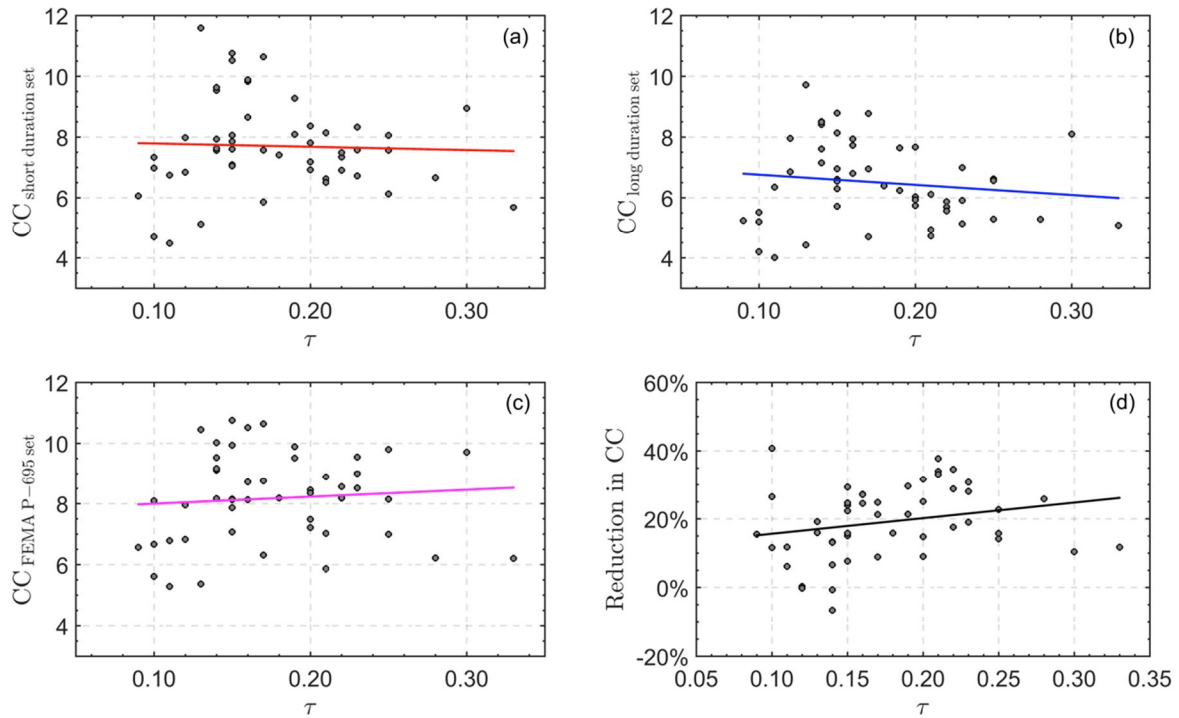 12
10
8
6
4
CC short duration set
(a)
0.10 0.20 0.30
τ
12
10
8
6
4
CC long duration set
(b)
0.10 0.20 0.30
τ
12
10
8
6
4
CC FEMA P−695 set
(c)
0.10 0.20 0.30
τ
60%
40%
20%
0%
-20%
Reduction in CC
(d)
0.05 0.10 0.15 0.20 0.25 0.30 0.35
τ